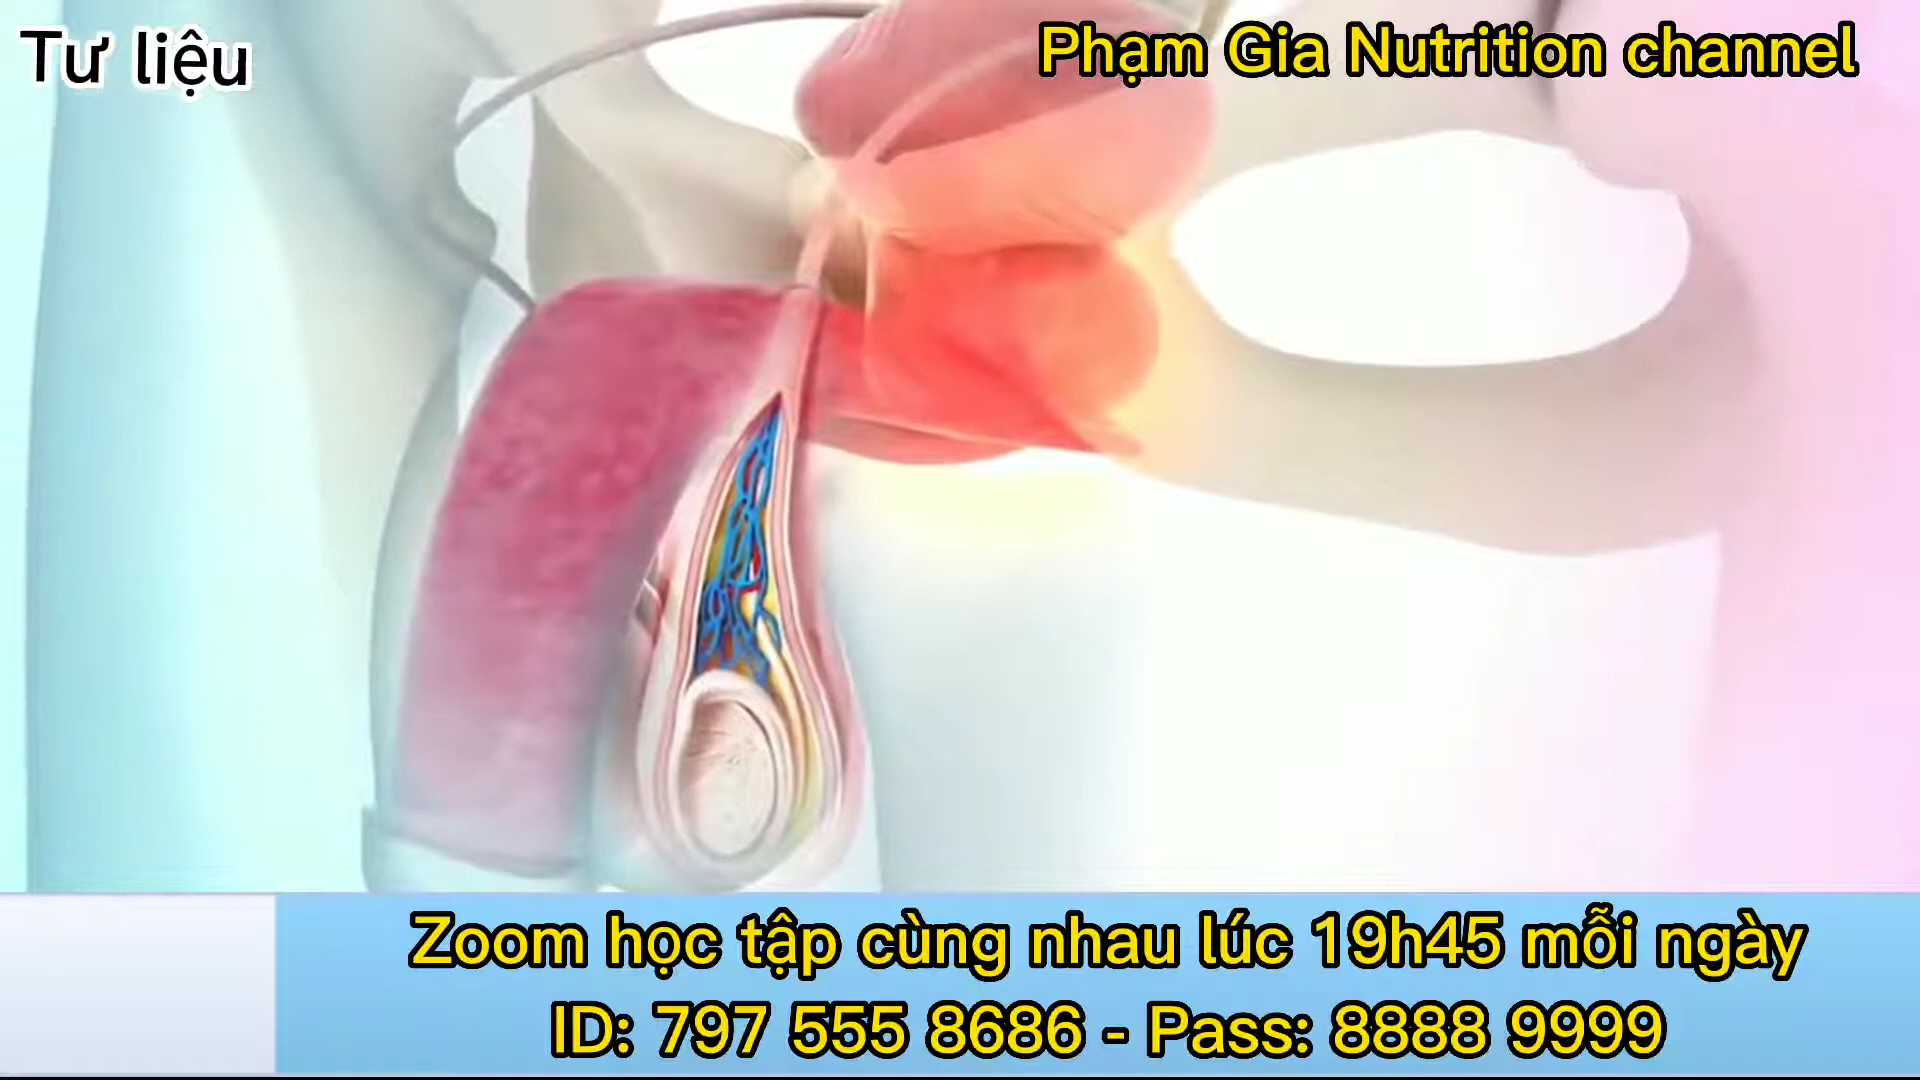 Tư liệu
Phạm Gia Nutrition channel
Zoom học tập cùng nhau lúc 19h45 mỗi ngày
ID: 797 555 8686 - Pass: 8888 9999